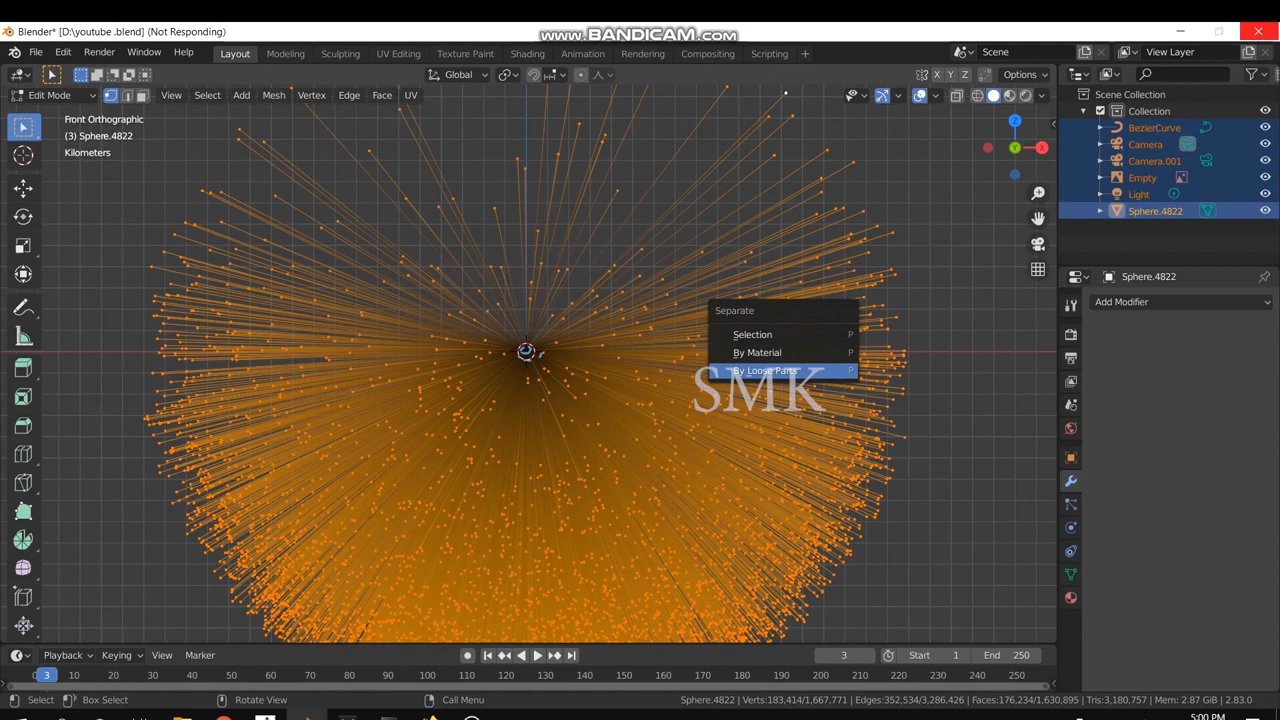 Blender* [D:\youtube .blend] (Not Responding)
www.BANDICAM.com
File Edit Render Window Help
Layout Modeling Sculpting UV Editing Texture Paint Shading Animation Rendering Compositing Scripting +
Scene
View Layer
Global
X Y Z
Options
Edit Mode
View Select Add Mesh Vertex Edge Face UV
Scene Collection
Collection
BezierCurve
Camera
Camera.001
Empty
Light
Sphere.4822
Front Orthographic
(3) Sphere.4822
Kilometers
Z
Y
X
Sphere.4822
Add Modifier
Separate
Selection P
By Material P
By Loose Parts P
SMK
Playback Keying View Marker
3
Start 1
End 250
3 10 20 30 40 50 60 70 80 90 100 110 120 130 140 150 160 170 180 190 200 210 220 230 240 250
Select Box Select Rotate View Call Menu
Sphere.4822 | Verts:183,414/1,667,771 | Edges:352,534/3,286,426 | Faces:176,234/1,630,895 | Tris:3,180,757 | Mem: 2.87 GiB | 2.83.0
5:00 PM